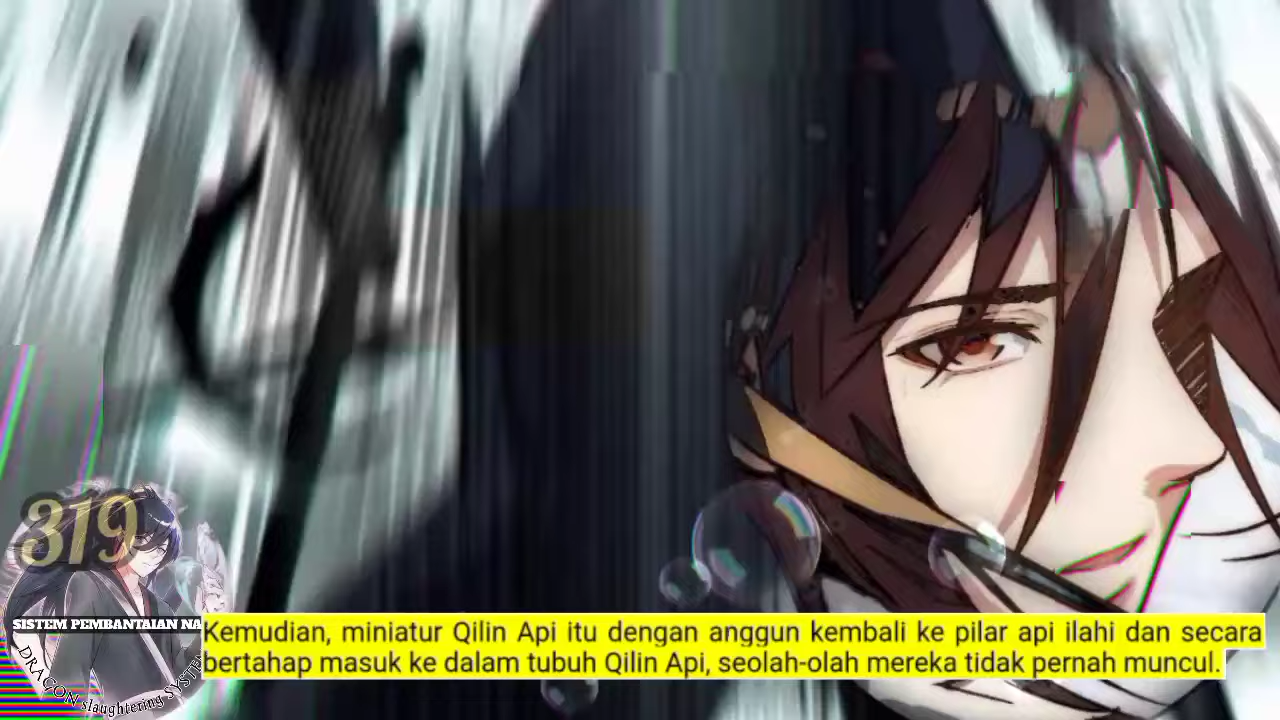 319
SISTEM PEMBANTAIAN NA
DRAGON slaughtering SYSTEM
Kemudian, miniatur Qilin Api itu dengan anggun kembali ke pilar api ilahi dan secara
bertahap masuk ke dalam tubuh Qilin Api, seolah-olah mereka tidak pernah muncul.